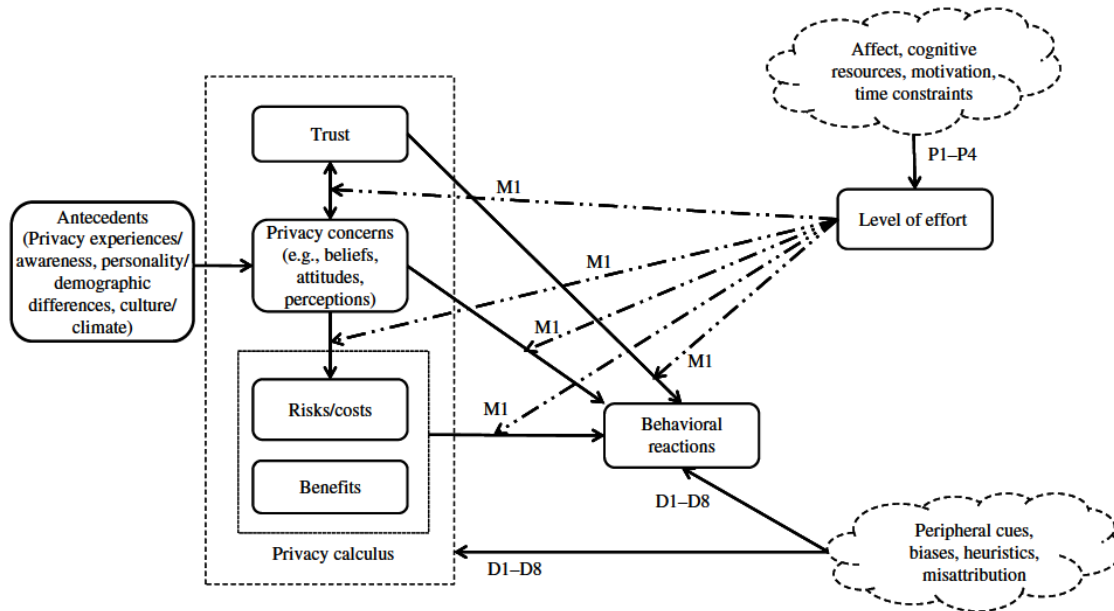 Affect, cognitive
resources, motivation,
time constraints
P1–P4
Trust
M1
Level of effort
Antecedents
(Privacy experiences/
awareness, personality/
demographic
differences, culture/
climate)
Privacy concerns
(e.g., beliefs,
attitudes,
perceptions)
M1
M1
M1
Risks/costs
M1
Behavioral
reactions
Benefits
D1–D8
Privacy calculus
D1–D8
Peripheral cues,
biases, heuristics,
misattribution